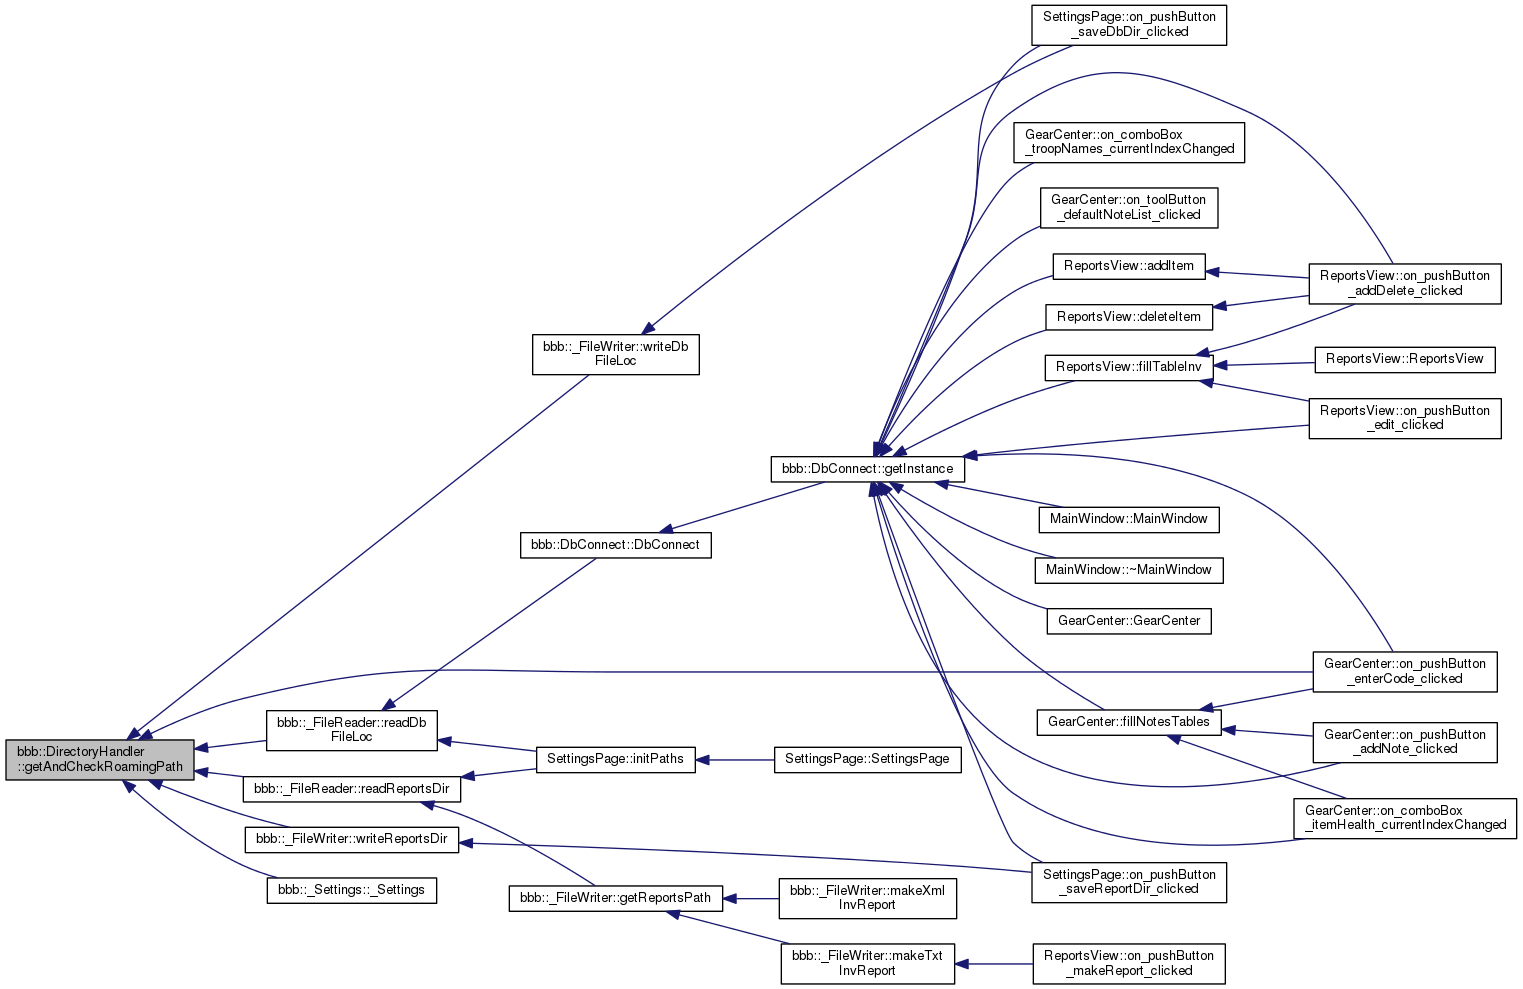 SettingsPage::on_pushButton
_saveDbDir_clicked
GearCenter::on_comboBox
_troopNames_currentIndexChanged
GearCenter::on_toolButton
_defaultNoteList_clicked
ReportsView::addItem
ReportsView::on_pushButton
_addDelete_clicked
ReportsView::deleteItem
bbb::_FileWriter::writeDb
FileLoc
ReportsView::fillTableInv
ReportsView::ReportsView
ReportsView::on_pushButton
_edit_clicked
bbb::DbConnect::getInstance
MainWindow::MainWindow
bbb::DbConnect::DbConnect
MainWindow::~MainWindow
GearCenter::GearCenter
GearCenter::on_pushButton
_enterCode_clicked
bbb::_FileReader::readDb
FileLoc
GearCenter::fillNotesTables
GearCenter::on_pushButton
_addNote_clicked
bbb::DirectoryHandler
::getAndCheckRoamingPath
SettingsPage::initPaths
SettingsPage::SettingsPage
bbb::_FileReader::readReportsDir
GearCenter::on_comboBox
_itemHealth_currentIndexChanged
bbb::_FileWriter::writeReportsDir
SettingsPage::on_pushButton
_saveReportDir_clicked
bbb::_Settings::_Settings
bbb::_FileWriter::getReportsPath
bbb::_FileWriter::makeXml
InvReport
bbb::_FileWriter::makeTxt
InvReport
ReportsView::on_pushButton
_makeReport_clicked